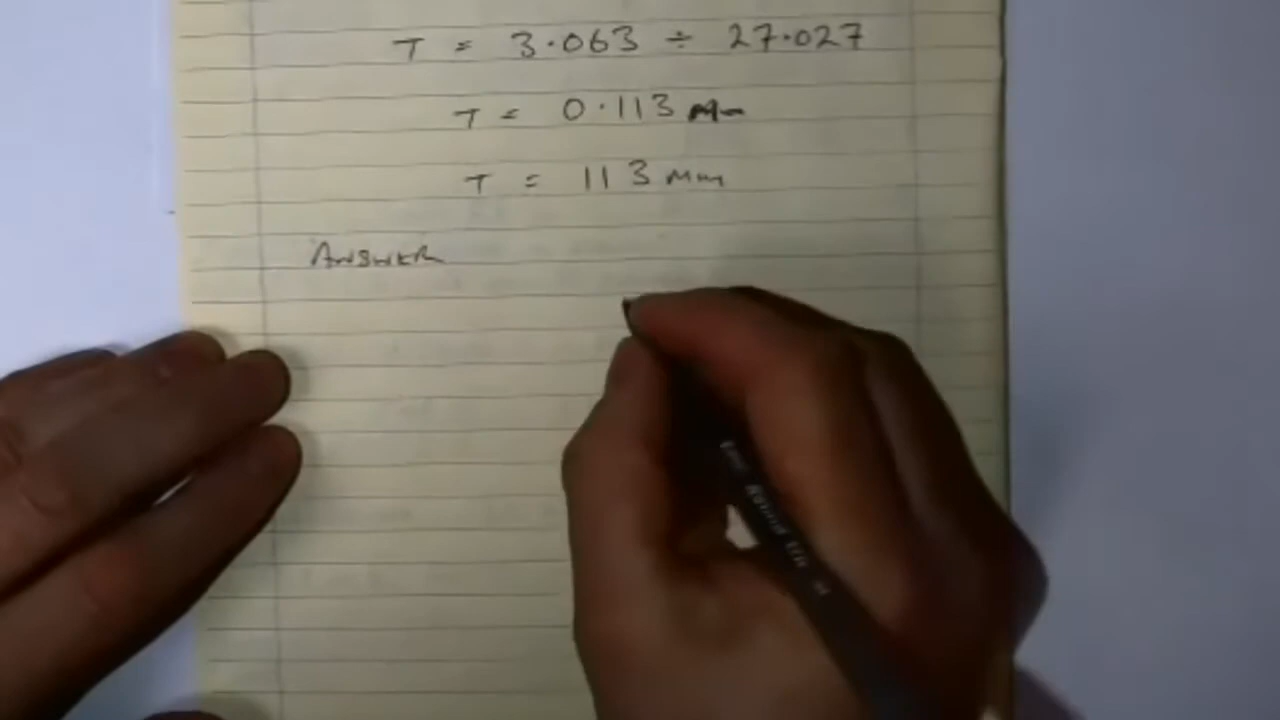 T = 3.063 ÷ 27.027
T = 0.113 m
T = 113 mm
Answer